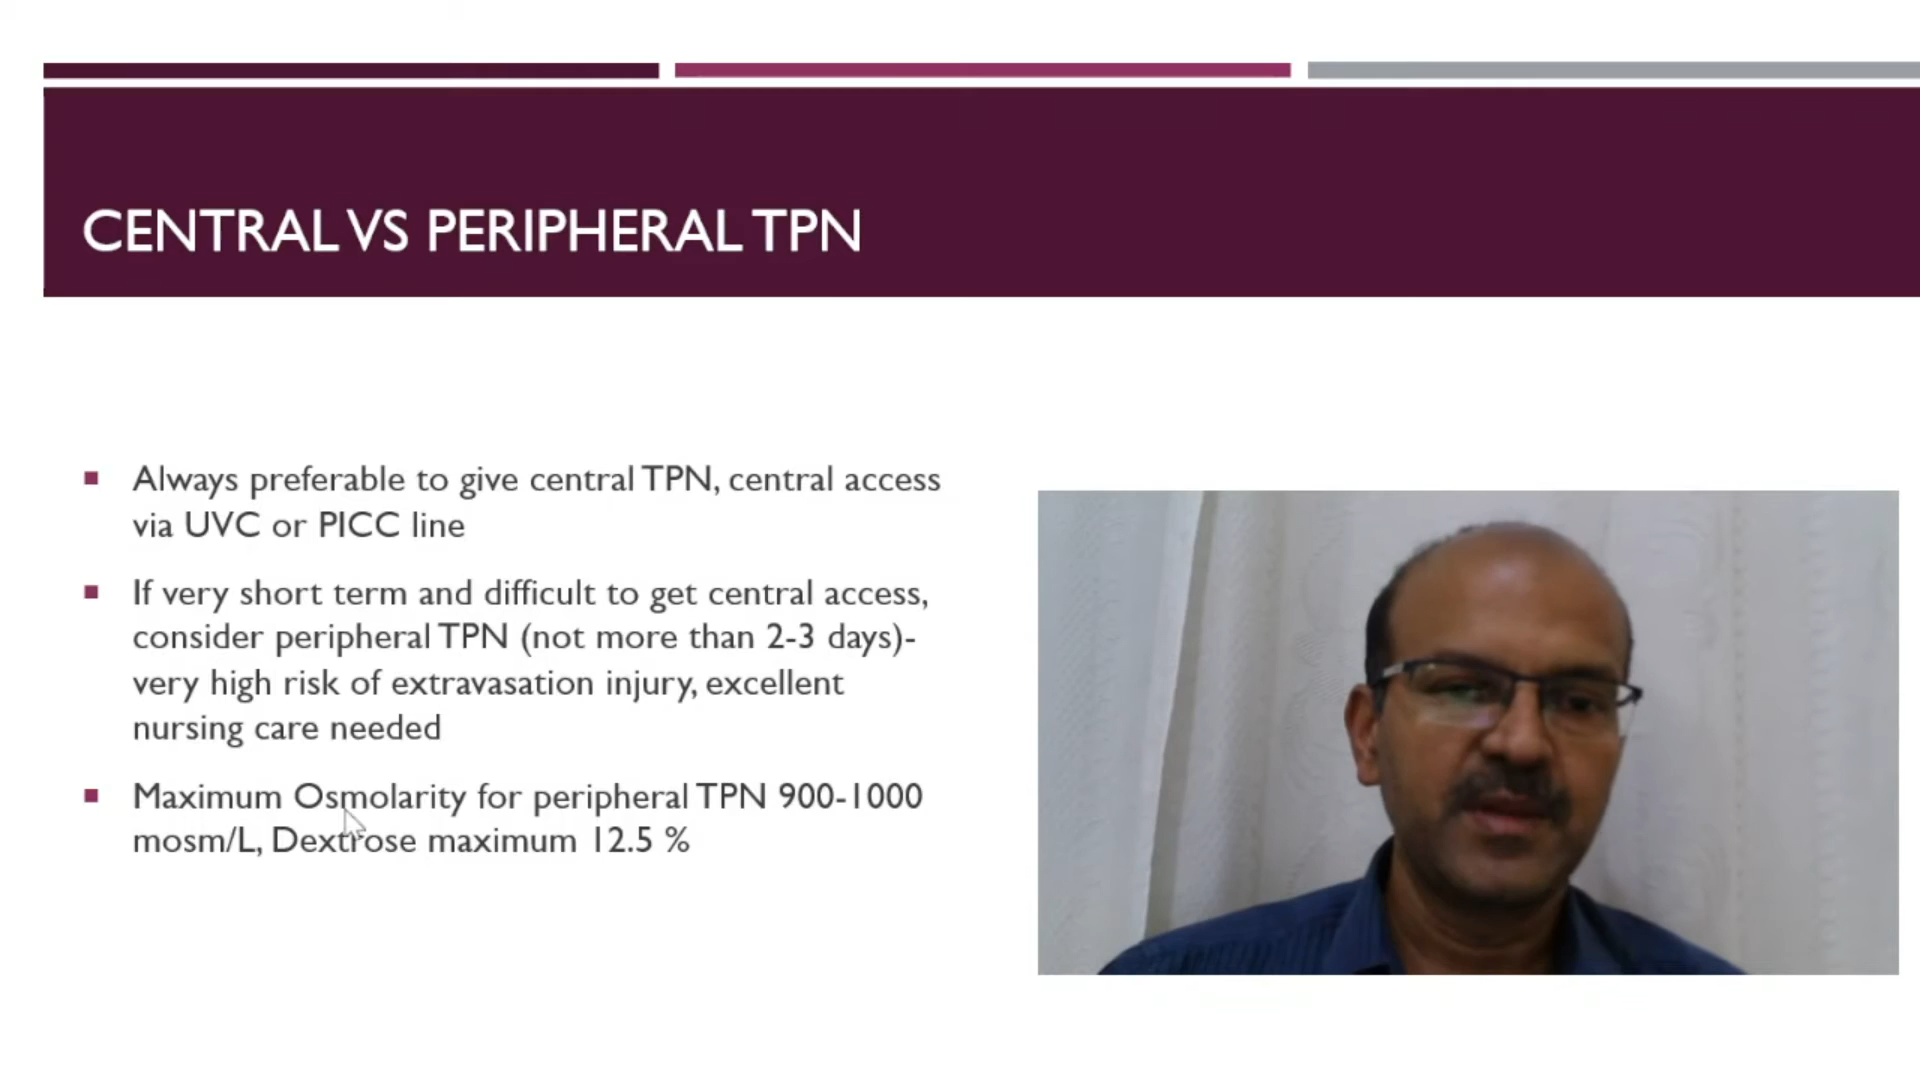 CENTRAL VS PERIPHERAL TPN
Always preferable to give central TPN, central access
via UVC or PICC line
If very short term and difficult to get central access,
consider peripheral TPN (not more than 2-3 days)-
very high risk of extravasation injury, excellent
nursing care needed
Maximum Osmolarity for peripheral TPN 900-1000
mosm/L, Dextrose maximum 12.5 %